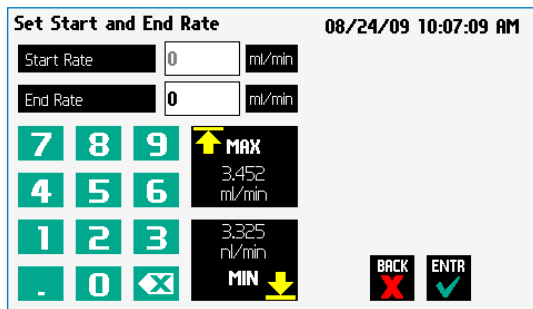 Set Start and End Rate 08/24/09 10:07:09 AM
Start Rate 0 ml/min
End Rate 0 ml/min
7 8 9
MAX
3.452
ml/min
4 5 6
1 2 3
3.325
nl/min
MIN
. 0
BACK ENTR